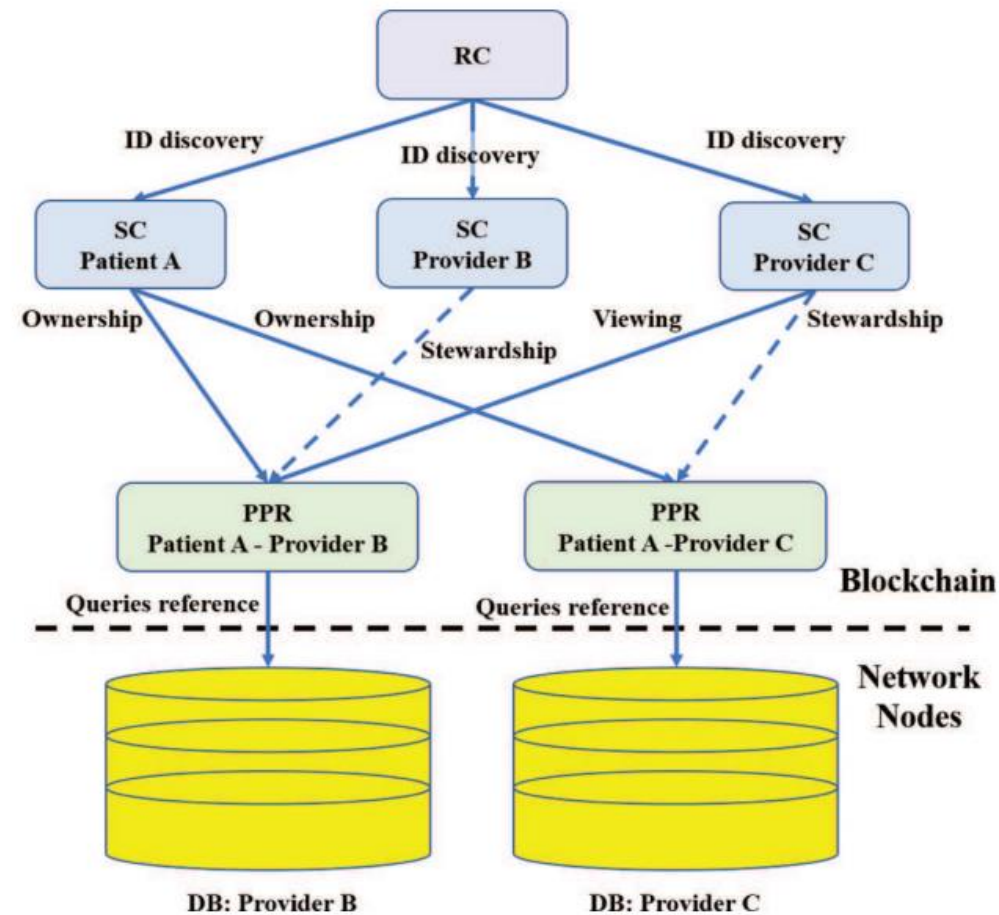 RC
ID discovery
ID discovery
ID discovery
SC
Patient A
SC
Provider B
SC
Provider C
Ownership
Ownership
Stewardship
Viewing
Stewardship
PPR
Patient A - Provider B
PPR
Patient A -Provider C
Blockchain
Queries reference
Queries reference
Network
Nodes
DB: Provider B
DB: Provider C